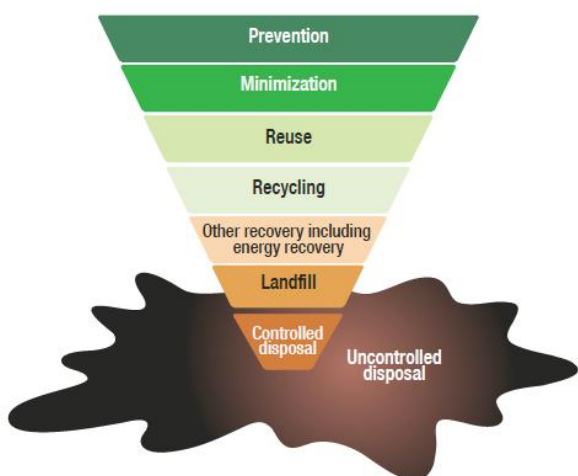 Prevention
Minimization
Reuse
Recycling
Other recovery including
energy recovery
Landfill
Controlled
disposal
Uncontrolled
disposal